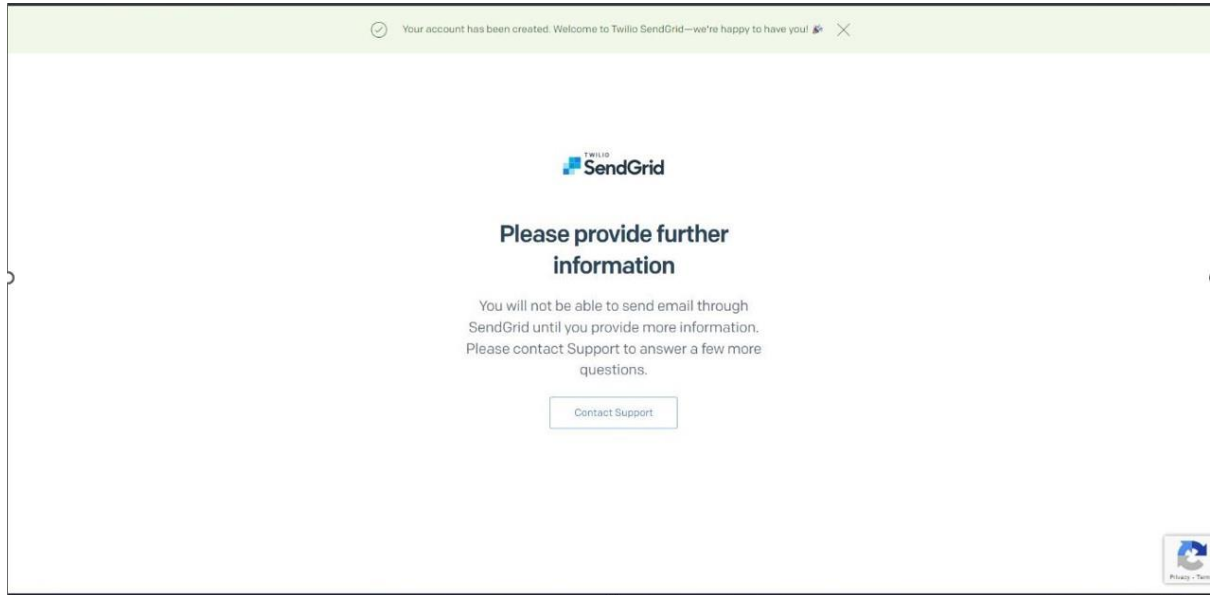 Your account has been created. Welcome to Twilio SendGrid—we're happy to have you! 🎉
TWILIO
SendGrid
Please provide further
information
You will not be able to send email through
SendGrid until you provide more information.
Please contact Support to answer a few more
questions.
Contact Support
Privacy - Term